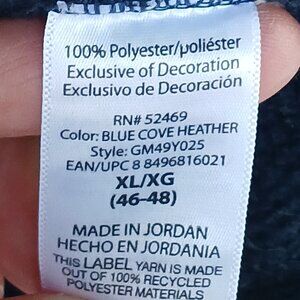 100% Polyester/poliéster
Exclusive of Decoration
Exclusivo de Decoración
RN# 52469
Color: BLUE COVE HEATHER
Style: GM49Y025
EAN/UPC 8 8496816021
XL/XG
(46-48)
MADE IN JORDAN
HECHO EN JORDANIA
THIS LABEL YARN IS MADE
OUT OF 100% RECYCLED
POLYESTER MATERIALS